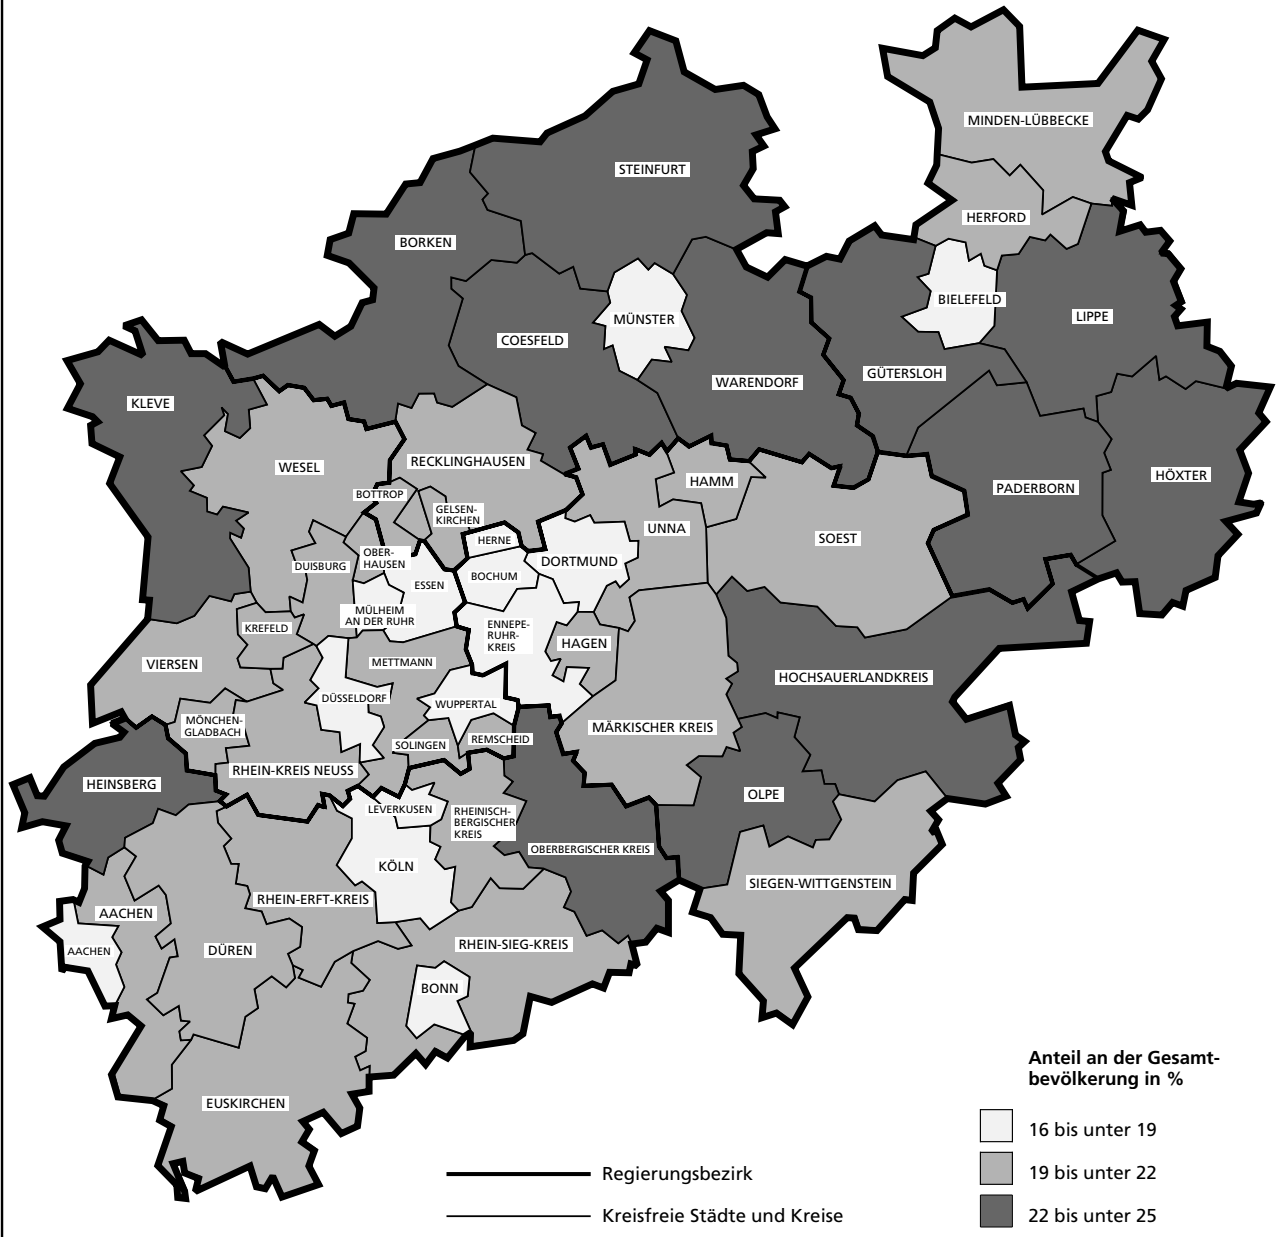 MINDEN-LÜBBECKE
STEINFURT
HERFORD
BORKEN
BIELEFELD
LIPPE
MÜNSTER
COESFELD
GÜTERSLOH
WARENDORF
KLEVE
WESEL
RECKLINGHAUSEN
HÖXTER
HAMM
PADERBORN
BOTTROP
GELSEN-
KIRCHEN
UNNA
SOEST
HERNE
OBER-
HAUSEN
DORTMUND
DUISBURG
BOCHUM
ESSEN
MÜLHEIM
AN DER RUHR
KREFELD
ENNEPE-
RUHR-
KREIS
HAGEN
VIERSEN
METTMANN
HOCHSAUERLANDKREIS
DÜSSELDORF
WUPPERTAL
MÖNCHEN-
GLADBACH
MÄRKISCHER KREIS
REMSCHEID
SOLINGEN
RHEIN-KREIS NEUSS
HEINSBERG
OLPE
LEVERKUSEN
RHEINISCH-
BERGISCHER
KREIS
OBERBERGISCHER KREIS
KÖLN
SIEGEN-WITTGENSTEIN
RHEIN-ERFT-KREIS
AACHEN
RHEIN-SIEG-KREIS
AACHEN
DÜREN
BONN
EUSKIRCHEN
Anteil an der Gesamt-
bevölkerung in %
16 bis unter 19
19 bis unter 22
22 bis unter 25
Regierungsbezirk
Kreisfreie Städte und Kreise